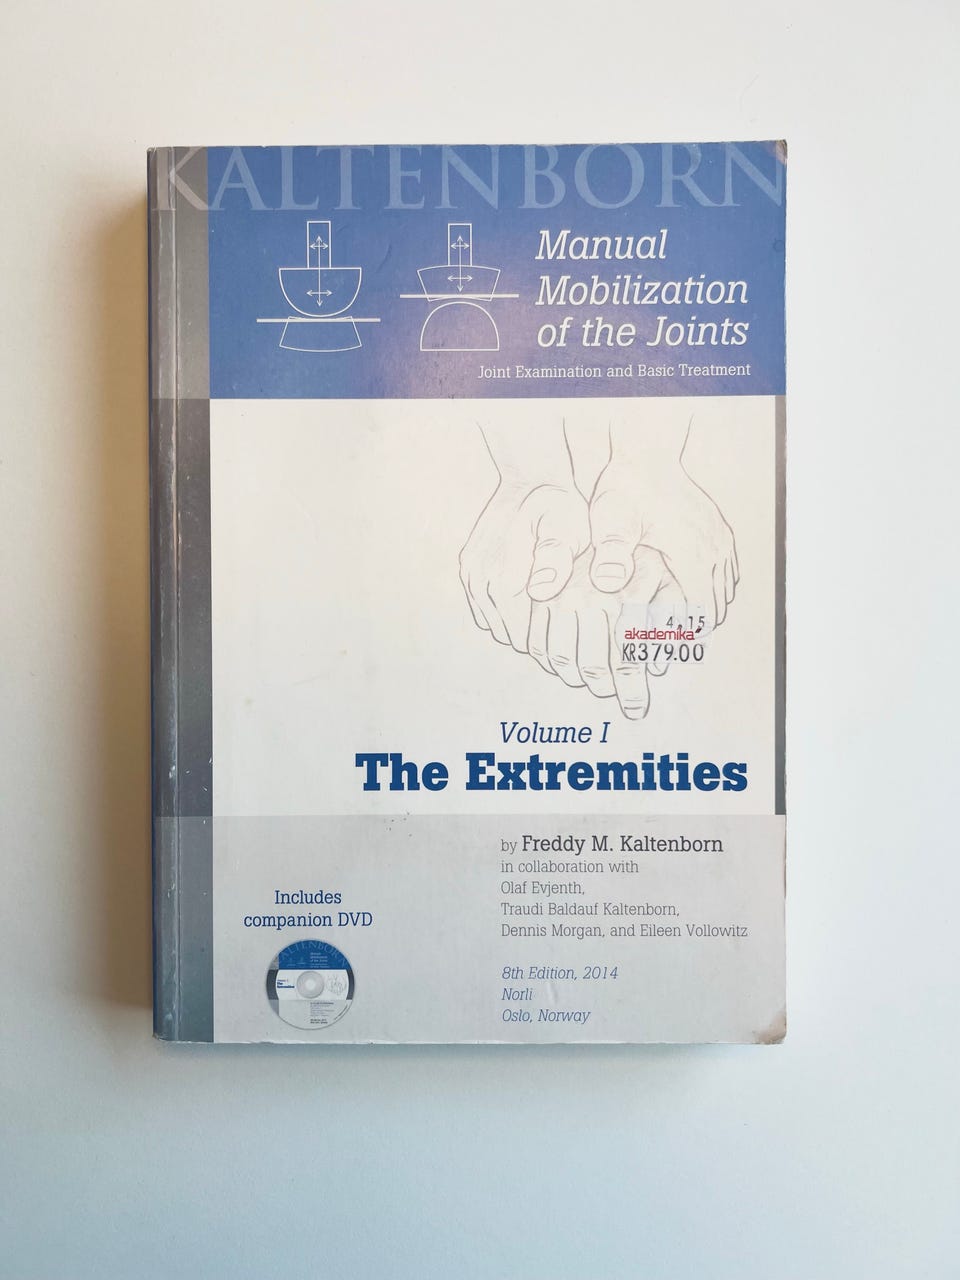 KALTENBORN
Manual
Mobilization
of the Joints
Joint Examination and Basic Treatment
4.15
akademika
KR379.00
Volume I
The Extremities
by Freddy M. Kaltenborn
in collaboration with
Olaf Evjenth,
Traudi Baldauf Kaltenborn,
Dennis Morgan, and Eileen Vollowitz
Includes
companion DVD
KALTENBORN
8th Edition, 2014
Norli
Oslo, Norway